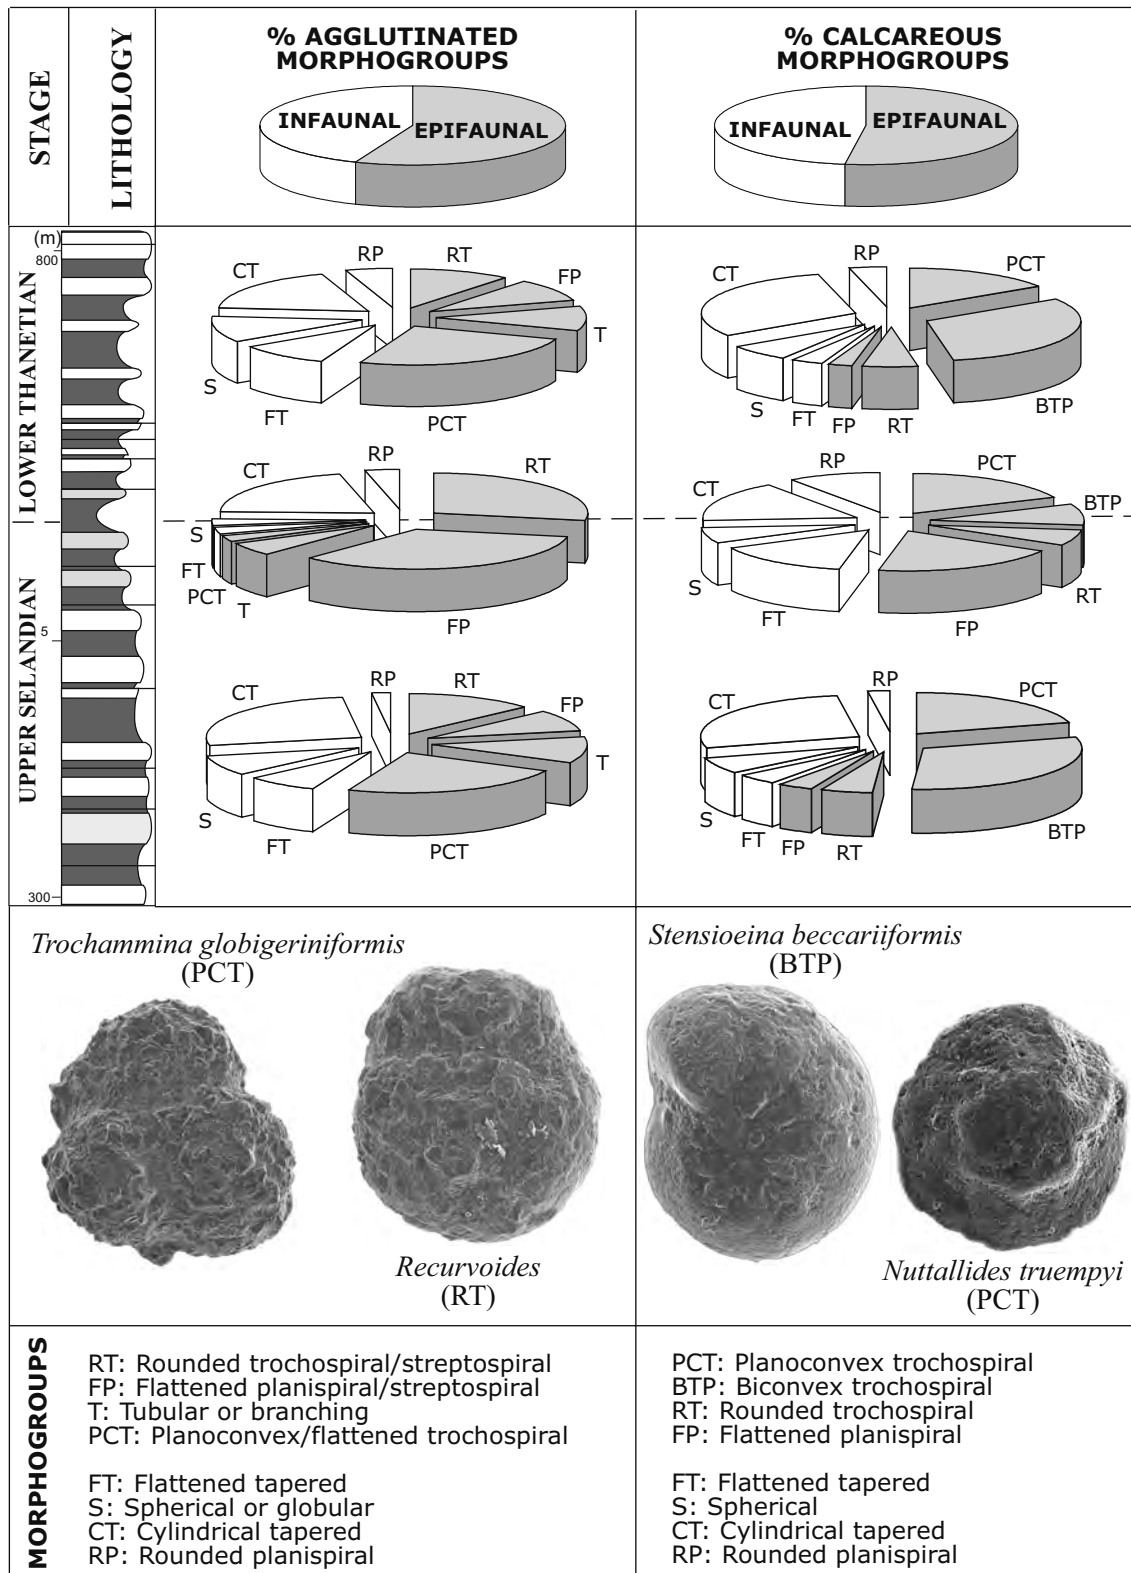 STAGE
LITHOLOGY
% AGGLUTINATED
MORPHOGROUPS
INFAUNAL
EPIFAUNAL
% CALCAREOUS
MORPHOGROUPS
INFAUNAL
EPIFAUNAL
LOWER THANETIAN
UPPER SELANDIAN
(m)
800
5
300
CT
RP
RT
FP
T
PCT
FT
S
CT
RP
PCT
BTP
RT
FP
FT
S
CT
RP
RT
FP
T
PCT
FT
S
CT
RP
PCT
BTP
RT
FP
FT
S
CT
RP
RT
FP
T
PCT
FT
S
CT
RP
PCT
BTP
RT
FP
FT
S
Trochammina globigeriniformis
(PCT)
Recurvoides
(RT)
Stensioeina beccariiformis
(BTP)
Nuttallides truempyi
(PCT)
MORPHOGROUPS
RT: Rounded trochospiral/streptospiral
FP: Flattened planispiral/streptospiral
T: Tubular or branching
PCT: Planoconvex/flattened trochospiral
FT: Flattened tapered
S: Spherical or globular
CT: Cylindrical tapered
RP: Rounded planispiral
PCT: Planoconvex trochospiral
BTP: Biconvex trochospiral
RT: Rounded trochospiral
FP: Flattened planispiral
FT: Flattened tapered
S: Spherical
CT: Cylindrical tapered
RP: Rounded planispiral